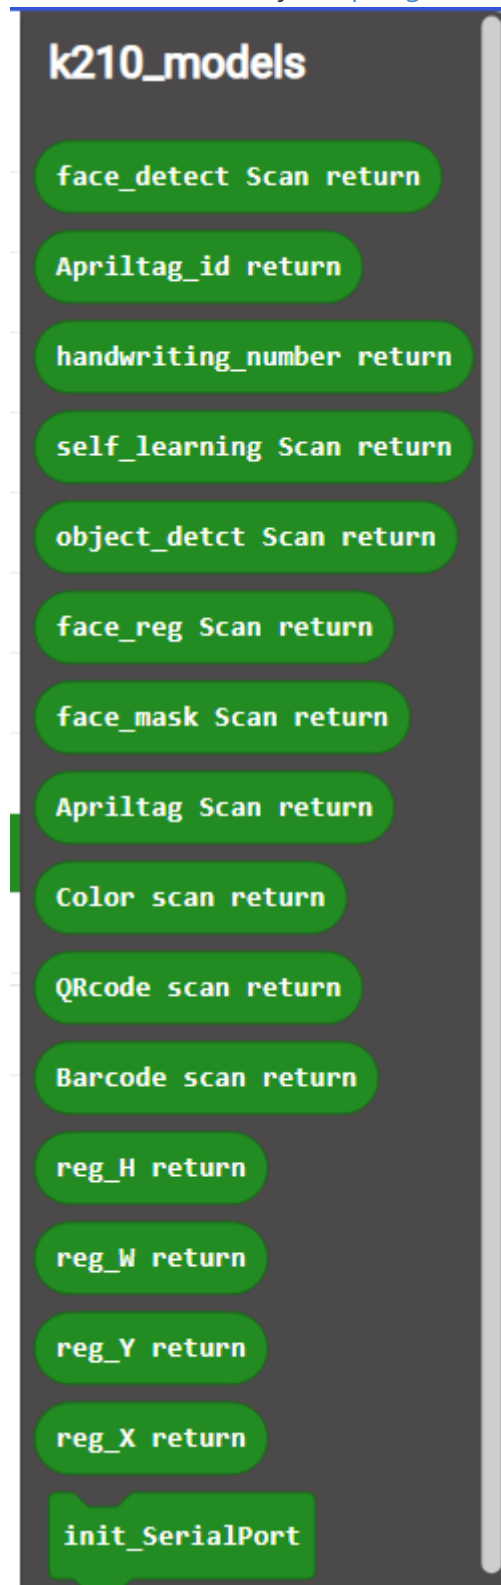 k210_models
face_detect Scan return
Apriltag_id return
handwriting_number return
self_learning Scan return
object_detct Scan return
face_reg Scan return
face_mask Scan return
Apriltag Scan return
Color scan return
QRcode scan return
Barcode scan return
reg_H return
reg_W return
reg_Y return
reg_X return
init_SerialPort